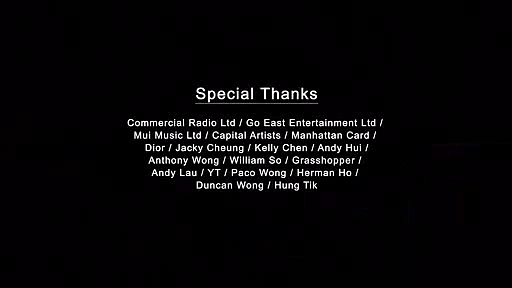 Special Thanks
Commercial Radio Ltd / Go East Entertainment Ltd /
Mui Music Ltd / Capital Artists / Manhattan Card /
Dior / Jacky Cheung / Kelly Chen / Andy Hui /
Anthony Wong / William So / Grasshopper /
Andy Lau / YT / Paco Wong / Herman Ho /
Duncan Wong / Hung Tik